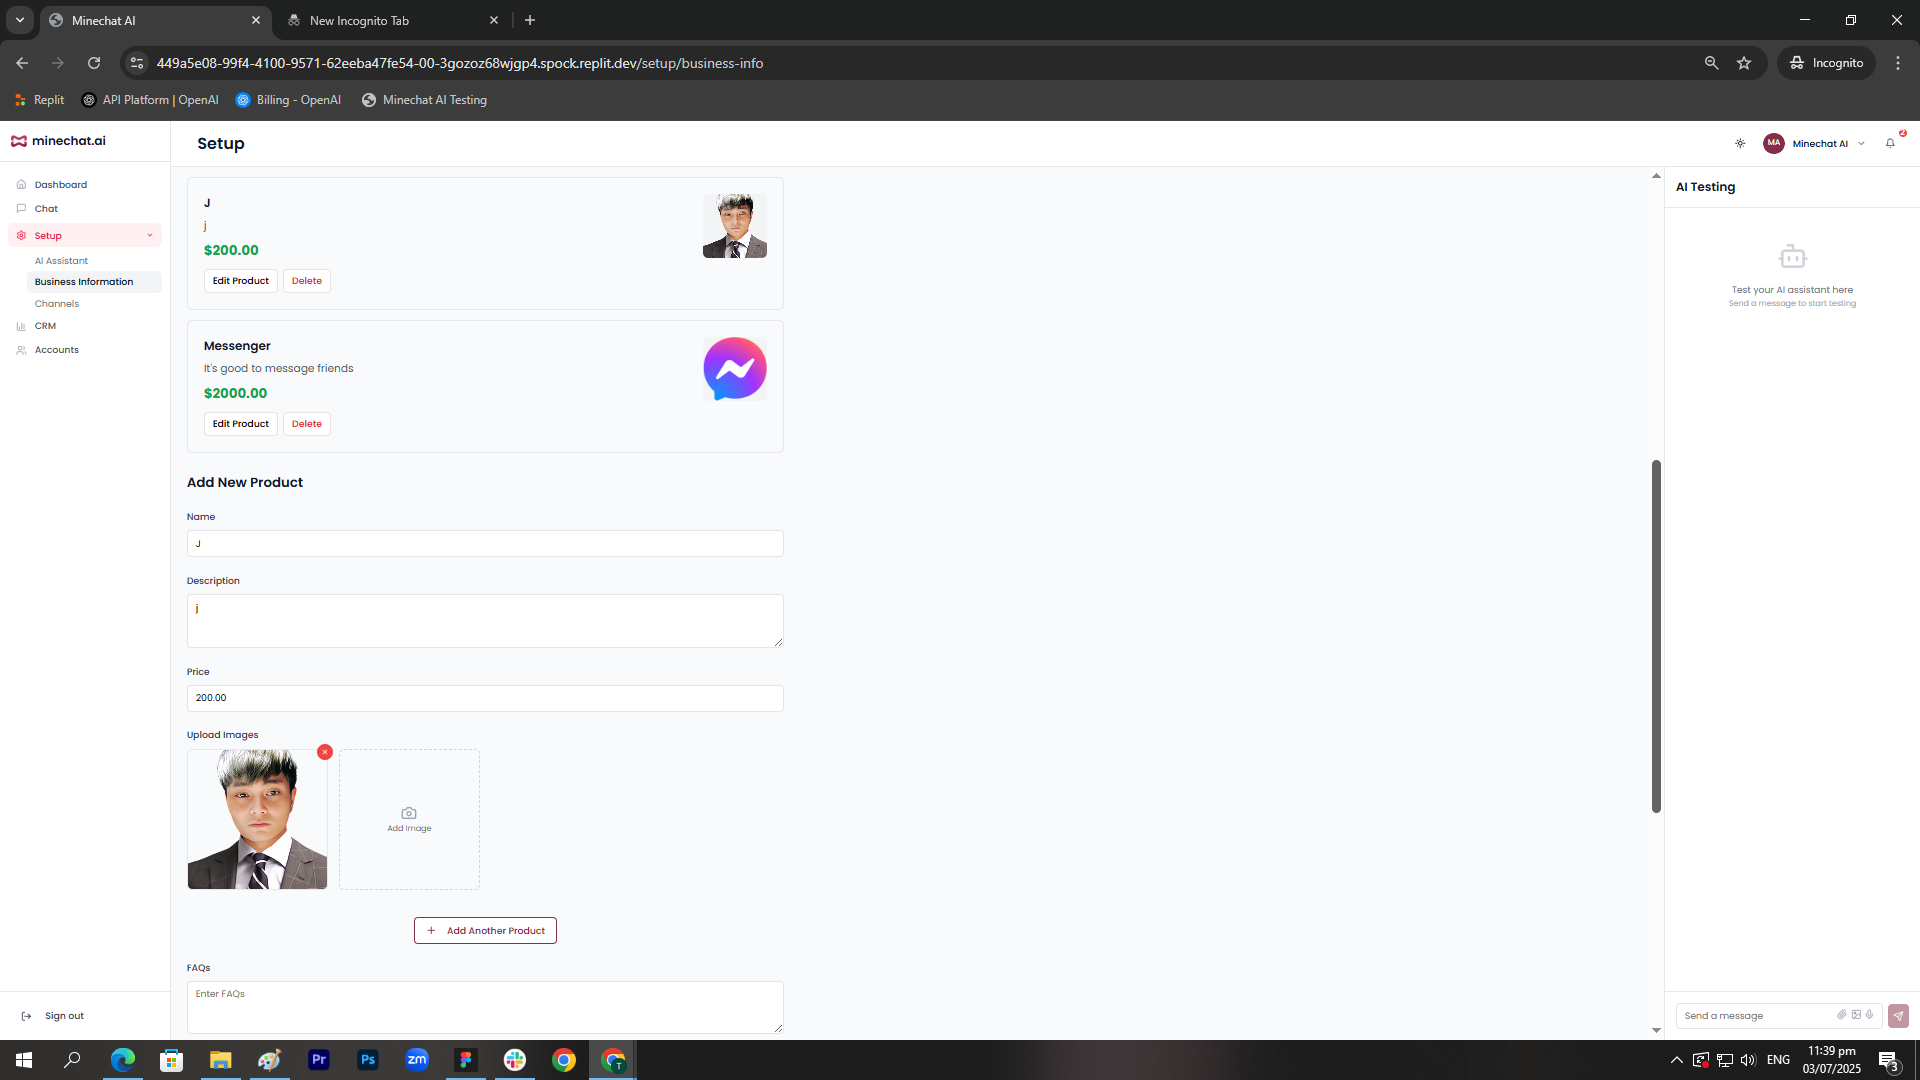 Minechat AI
New Incognito Tab
449a5e08-99f4-4100-9571-62eeba47fe54-00-3gozoz68wjgp4.spock.replit.dev/setup/business-info
Incognito
Replit
API Platform | OpenAI
Billing - OpenAI
Minechat AI Testing
minechat.ai
Setup
MA
Minechat AI
2
Dashboard
Chat
Setup
AI Assistant
Business Information
Channels
CRM
Accounts
Sign out
J
j
$200.00
Edit Product
Delete
Messenger
It's good to message friends
$2000.00
Edit Product
Delete
Add New Product
Name
J
Description
j
Price
200.00
Upload Images
Add Image
+ Add Another Product
FAQs
Enter FAQs
AI Testing
Test your AI assistant here
Send a message to start testing
Send a message
Pr
Ps
zm
T
ENG
11:39 pm
03/07/2025
3